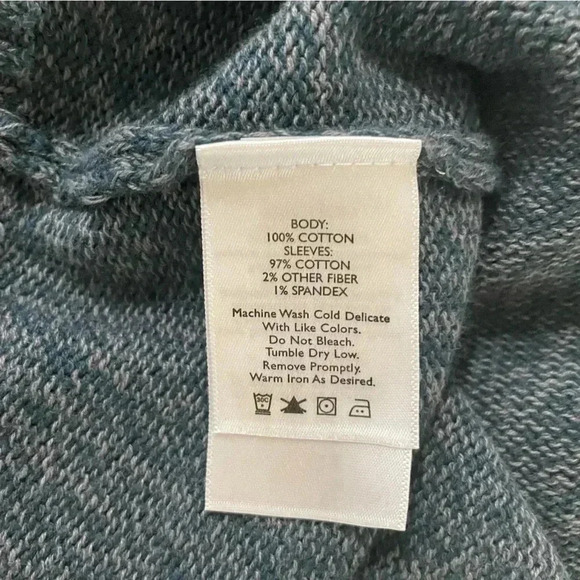 BODY:
100% COTTON
SLEEVES:
97% COTTON
2% OTHER FIBER
1% SPANDEX
Machine Wash Cold Delicate
With Like Colors.
Do Not Bleach.
Tumble Dry Low.
Remove Promptly.
Warm Iron As Desired.
30C